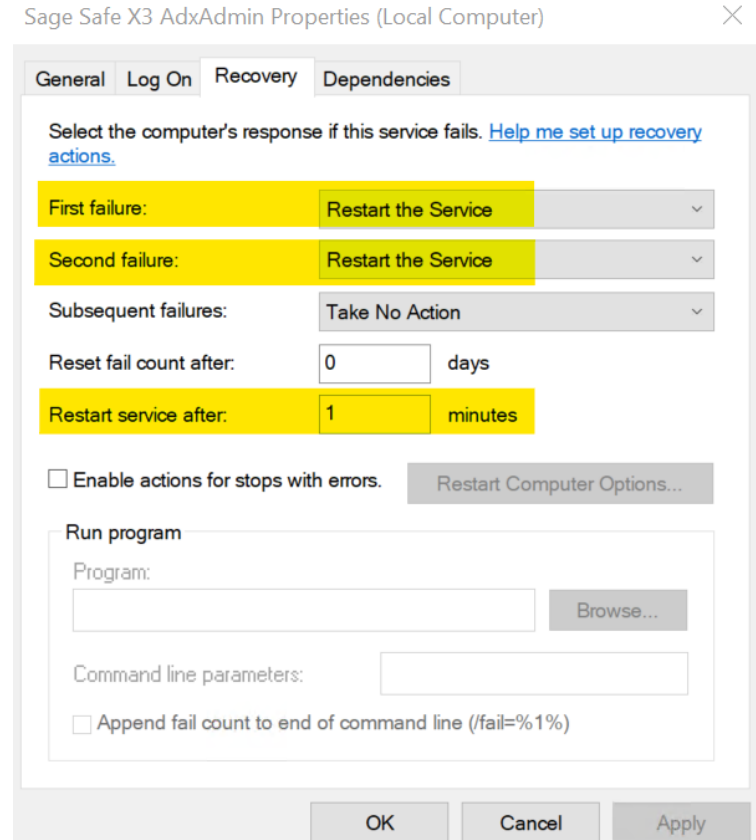 Sage Safe X3 AdxAdmin Properties (Local Computer)
General Log On Recovery Dependencies
Select the computer's response if this service fails. Help me set up recovery
actions.
First failure: Restart the Service
Second failure: Restart the Service
Subsequent failures: Take No Action
Reset fail count after: 0 days
Restart service after: 1 minutes
Enable actions for stops with errors. Restart Computer Options...
Run program
Program:
Browse...
Command line parameters:
Append fail count to end of command line (/fail=%1%)
OK Cancel Apply